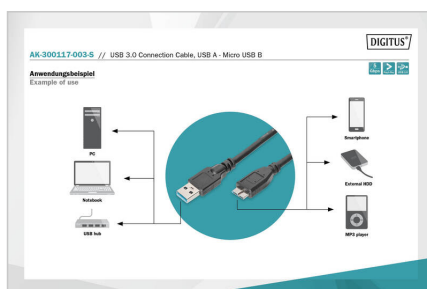 DIGITUS®
AK-300117-003-S // USB 3.0 Connection Cable, USB A - Micro USB B
Anwendungsbeispiel
Example of use
PC
Notebook
USB hub
Smartphone
External HDD
MP3 player